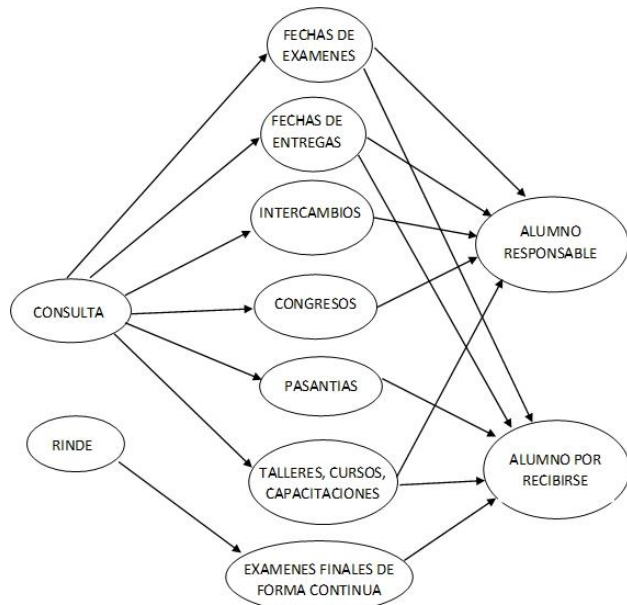 FECHAS DE
EXAMENES
FECHAS DE
ENTREGAS
INTERCAMBIOS
ALUMNO
RESPONSABLE
CONSULTA
CONGRESOS
PASANTIAS
RINDE
TALLERES, CURSOS,
CAPACITACIONES
ALUMNO POR
RECIBIRSE
EXAMENES FINALES DE
FORMA CONTINUA